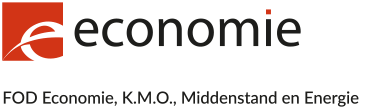 economie
FOD Economie, K.M.O., Middenstand en Energie